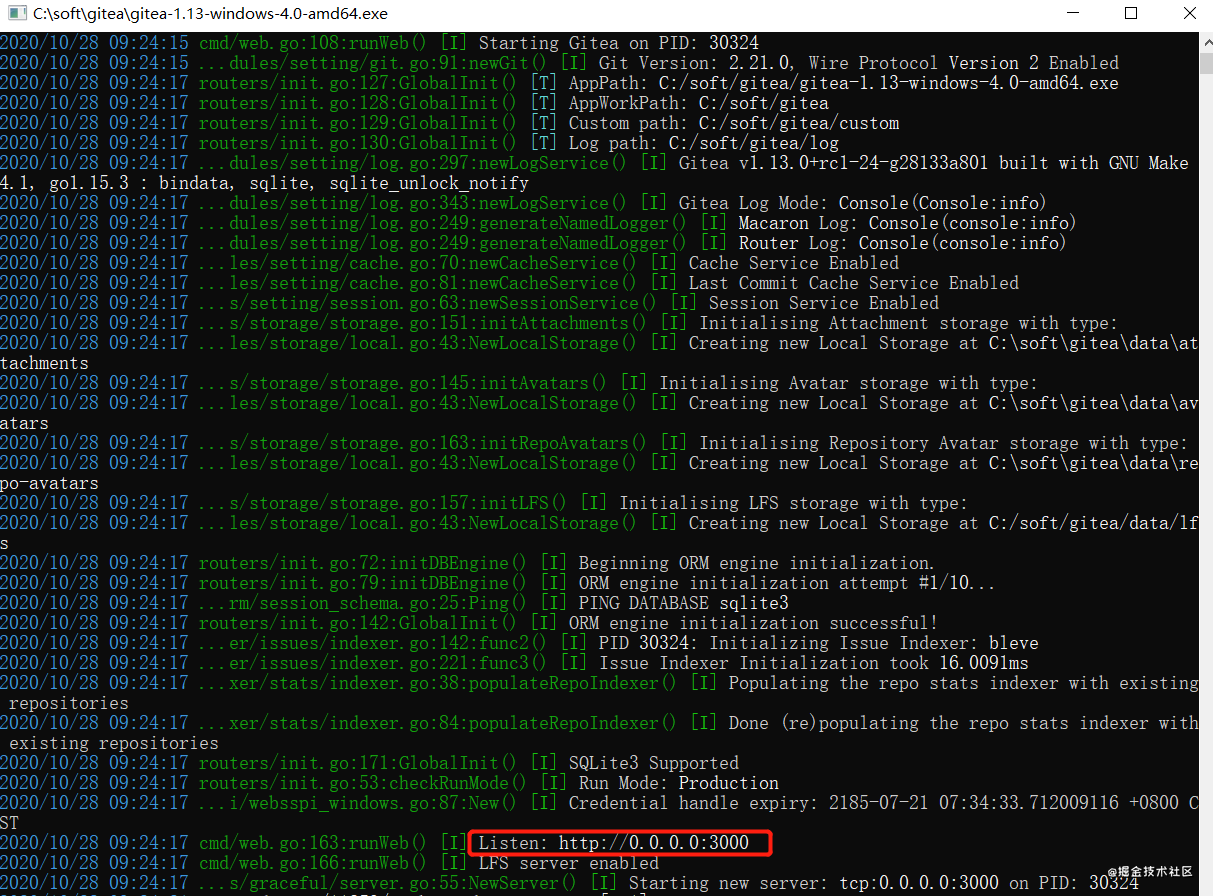 C:\soft\gitea\gitea-1.13-windows-4.0-amd64.exe
2020/10/28 09:24:15 cmd/web.go:108:runWeb() [I] Starting Gitea on PID: 30324
2020/10/28 09:24:15 ...dules/setting/git.go:91:newGit() [I] Git Version: 2.21.0, Wire Protocol Version 2 Enabled
2020/10/28 09:24:17 routers/init.go:127:GlobalInit() [T] AppPath: C:/soft/gitea/gitea-1.13-windows-4.0-amd64.exe
2020/10/28 09:24:17 routers/init.go:128:GlobalInit() [T] AppWorkPath: C:/soft/gitea
2020/10/28 09:24:17 routers/init.go:129:GlobalInit() [T] Custom path: C:/soft/gitea/custom
2020/10/28 09:24:17 routers/init.go:130:GlobalInit() [T] Log path: C:/soft/gitea/log
2020/10/28 09:24:17 ...dules/setting/log.go:297:newLogService() [I] Gitea v1.13.0+rc1-24-g28133a801 built with GNU Make
4.1, go1.15.3 : bindata, sqlite, sqlite_unlock_notify
2020/10/28 09:24:17 ...dules/setting/log.go:343:newLogService() [I] Gitea Log Mode: Console(Console:info)
2020/10/28 09:24:17 ...dules/setting/log.go:249:generateNamedLogger() [I] Macaron Log: Console(console:info)
2020/10/28 09:24:17 ...dules/setting/log.go:249:generateNamedLogger() [I] Router Log: Console(console:info)
2020/10/28 09:24:17 ...les/setting/cache.go:70:newCacheService() [I] Cache Service Enabled
2020/10/28 09:24:17 ...les/setting/cache.go:81:newCacheService() [I] Last Commit Cache Service Enabled
2020/10/28 09:24:17 ...s/setting/session.go:63:newSessionService() [I] Session Service Enabled
2020/10/28 09:24:17 ...s/storage/storage.go:151:initAttachments() [I] Initialising Attachment storage with type:
2020/10/28 09:24:17 ...les/storage/local.go:43:NewLocalStorage() [I] Creating new Local Storage at C:\soft\gitea\data\at
tachments
2020/10/28 09:24:17 ...s/storage/storage.go:145:initAvatars() [I] Initialising Avatar storage with type:
2020/10/28 09:24:17 ...les/storage/local.go:43:NewLocalStorage() [I] Creating new Local Storage at C:\soft\gitea\data\av
atars
2020/10/28 09:24:17 ...s/storage/storage.go:163:initRepoAvatars() [I] Initialising Repository Avatar storage with type:
2020/10/28 09:24:17 ...les/storage/local.go:43:NewLocalStorage() [I] Creating new Local Storage at C:\soft\gitea\data\re
po-avatars
2020/10/28 09:24:17 ...s/storage/storage.go:157:initLFS() [I] Initialising LFS storage with type:
2020/10/28 09:24:17 ...les/storage/local.go:43:NewLocalStorage() [I] Creating new Local Storage at C:/soft/gitea/data/lf
s
2020/10/28 09:24:17 routers/init.go:72:initDBEngine() [I] Beginning ORM engine initialization.
2020/10/28 09:24:17 routers/init.go:79:initDBEngine() [I] ORM engine initialization attempt #1/10...
2020/10/28 09:24:17 ...rm/session_schema.go:25:Ping() [I] PING DATABASE sqlite3
2020/10/28 09:24:17 routers/init.go:142:GlobalInit() [I] ORM engine initialization successful!
2020/10/28 09:24:17 ...er/issues/indexer.go:142:func2() [I] PID 30324: Initializing Issue Indexer: bleve
2020/10/28 09:24:17 ...er/issues/indexer.go:221:func3() [I] Issue Indexer Initialization took 16.0091ms
2020/10/28 09:24:17 ...xer/stats/indexer.go:38:populateRepoIndexer() [I] Populating the repo stats indexer with existing
repositories
2020/10/28 09:24:17 ...xer/stats/indexer.go:84:populateRepoIndexer() [I] Done (re)populating the repo stats indexer with
existing repositories
2020/10/28 09:24:17 routers/init.go:171:GlobalInit() [I] SQLite3 Supported
2020/10/28 09:24:17 routers/init.go:53:checkRunMode() [I] Run Mode: Production
2020/10/28 09:24:17 ...i/websspi_windows.go:87:New() [I] Credential handle expiry: 2185-07-21 07:34:33.712009116 +0800 C
ST
2020/10/28 09:24:17 cmd/web.go:163:runWeb() [I] Listen: http://0.0.0.0:3000
2020/10/28 09:24:17 cmd/web.go:166:runWeb() [I] LFS server enabled
2020/10/28 09:24:17 ...s/graceful/server.go:55:NewServer() [I] Starting new server: tcp:0.0.0.0:3000 on PID: 30324
@掘金技术社区